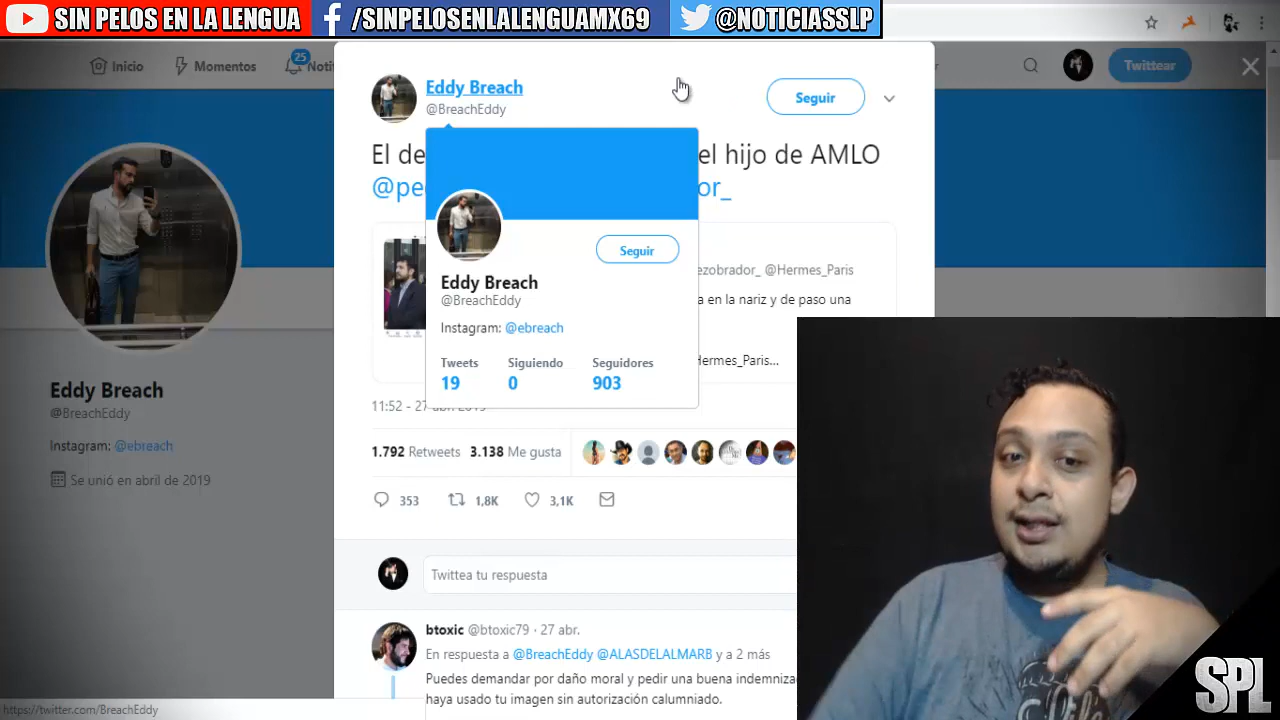 SIN PELOS EN LA LENGUA
/SINPELOSENLALENGUAMX69
@NOTICIASSLP
Inicio
Momentos
25
Notif
Twittear
Eddy Breach
@BreachEddy
Seguir
El de
el hijo de AMLO
@pe
or_
Eddy Breach
@BreachEddy
Seguir
Instagram: @ebreach
Tweets
Siguiendo
Seguidores
19
0
903
ezobrador_ @Hermes_Paris
a en la nariz y de paso una
Hermes_Paris...
11:52 - 27 abr 2019
1.792 Retweets 3.138 Me gusta
353
1,8K
3,1K
Twittea tu respuesta
btoxic @btoxic79 · 27 abr.
En respuesta a @BreachEddy @ALASDELALMARB y a 2 más
Puedes demandar por daño moral y pedir una buena indemniza
haya usado tu imagen sin autorización calumniado.
Eddy Breach
@BreachEddy
Instagram: @ebreach
Se unió en abril de 2019
https://twitter.com/BreachEddy
SPL